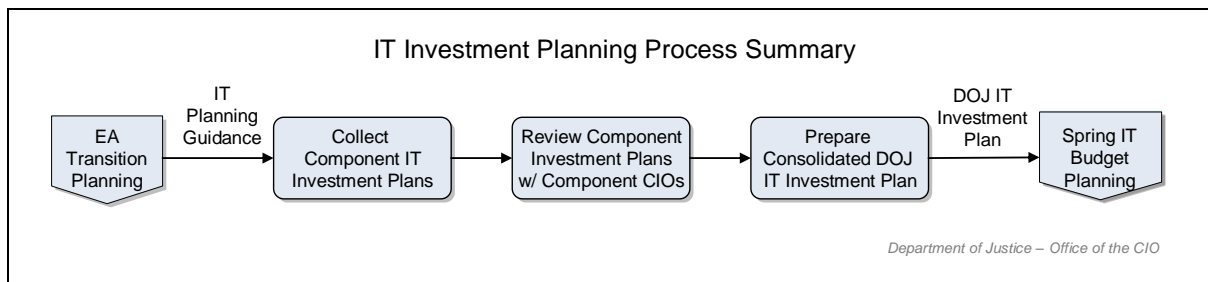 IT Investment Planning Process Summary
EA
Transition
Planning
IT
Planning
Guidance
Collect
Component IT
Investment Plans
Review Component
Investment Plans
w/ Component CIOs
Prepare
Consolidated DOJ
IT Investment Plan
DOJ IT
Investment
Plan
Spring IT
Budget
Planning
Department of Justice – Office of the CIO